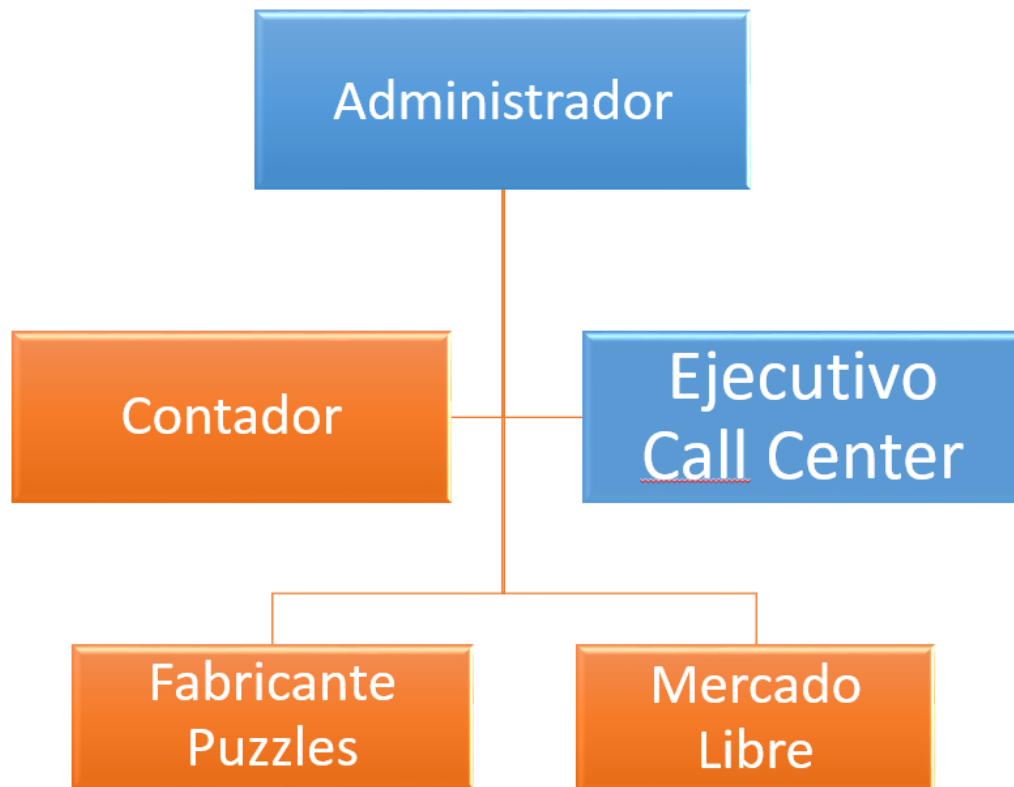 Administrador
Contador
Ejecutivo
Call Center
Fabricante
Puzzles
Mercado
Libre